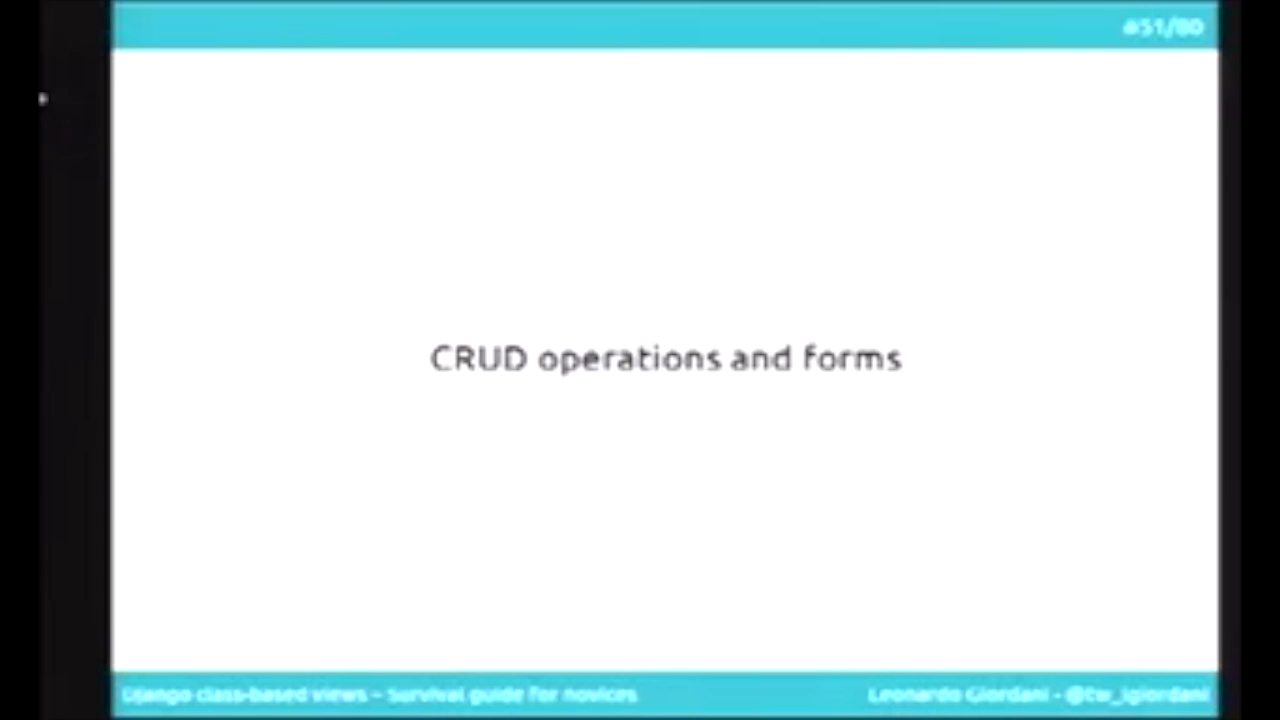 #51/80
CRUD operations and forms
Django class-based views - Survival guide for novices
Leonardo Giordani - @tw_lgiordani